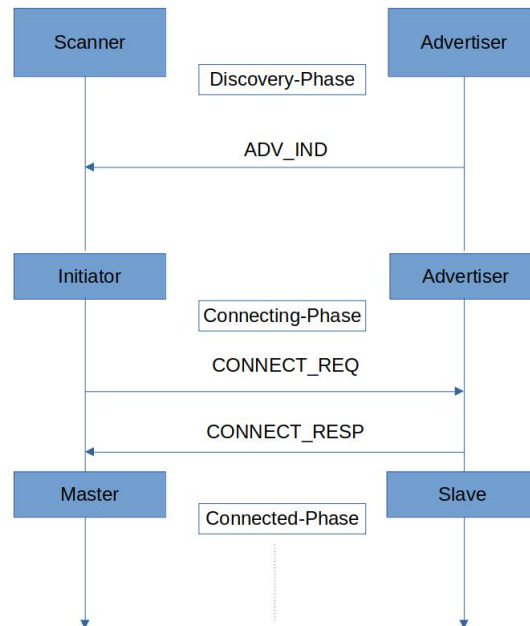 Scanner
Advertiser
Discovery-Phase
ADV_IND
Initiator
Advertiser
Connecting-Phase
CONNECT_REQ
CONNECT_RESP
Master
Slave
Connected-Phase